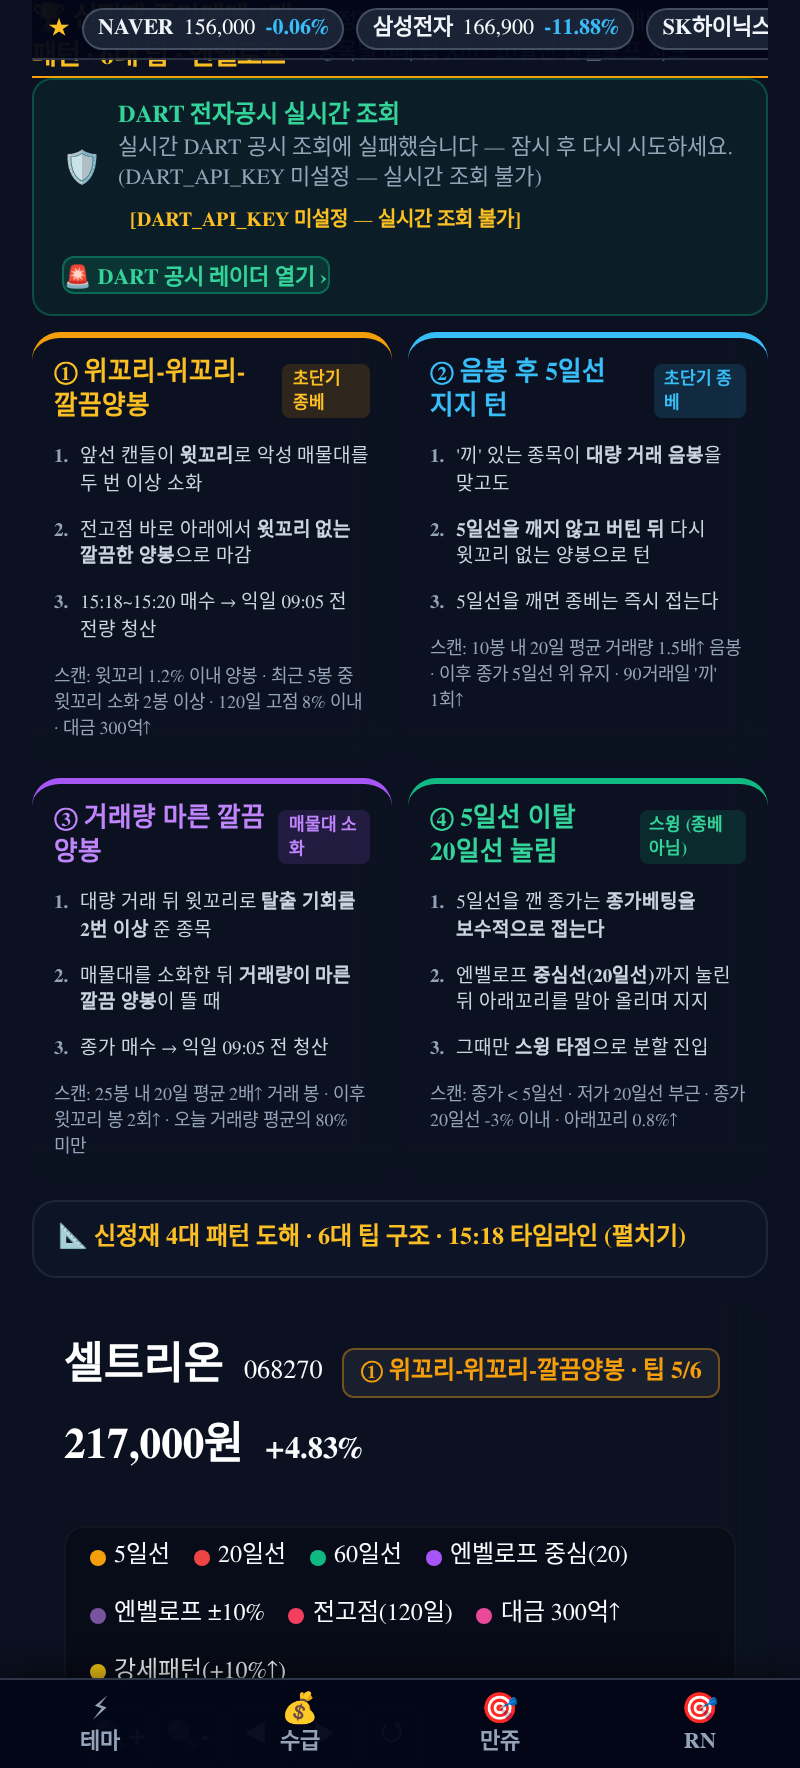 ★ NAVER 156,000 -0.06% 삼성전자 166,900 -11.88% SK하이닉스
DART 전자공시 실시간 조회
실시간 DART 공시 조회에 실패했습니다 — 잠시 후 다시 시도하세요.
(DART_API_KEY 미설정 — 실시간 조회 불가)
[DART_API_KEY 미설정 — 실시간 조회 불가]
🚨 DART 공시 레이더 열기 ›
① 위꼬리-위꼬리-
깔끔양봉
초단기
종베
1. 앞선 캔들이 윗꼬리로 악성 매물대를
두 번 이상 소화
2. 전고점 바로 아래에서 윗꼬리 없는
깔끔한 양봉으로 마감
3. 15:18~15:20 매수 → 익일 09:05 전
전량 청산
스캔: 윗꼬리 1.2% 이내 양봉 · 최근 5봉 중
윗꼬리 소화 2봉 이상 · 120일 고점 8% 이내
· 대금 300억↑
② 음봉 후 5일선
지지 턴
초단기 종
베
1. '끼' 있는 종목이 대량 거래 음봉을
맞고도
2. 5일선을 깨지 않고 버틴 뒤 다시
윗꼬리 없는 양봉으로 턴
3. 5일선을 깨면 종베는 즉시 접는다
스캔: 10봉 내 20일 평균 거래량 1.5배↑ 음봉
· 이후 종가 5일선 위 유지 · 90거래일 '끼'
1회↑
③ 거래량 마른 깔끔
양봉
매물대 소
화
1. 대량 거래 뒤 윗꼬리로 탈출 기회를
2번 이상 준 종목
2. 매물대를 소화한 뒤 거래량이 마른
깔끔 양봉이 뜰 때
3. 종가 매수 → 익일 09:05 전 청산
스캔: 25봉 내 20일 평균 2배↑ 거래 봉 · 이후
윗꼬리 봉 2회↑ · 오늘 거래량 평균의 80%
미만
④ 5일선 이탈
20일선 눌림
스윙 (종베
아님)
1. 5일선을 깬 종가는 종가베팅을
보수적으로 접는다
2. 엔벨로프 중심선(20일선)까지 눌린
뒤 아래꼬리를 말아 올리며 지지
3. 그때만 스윙 타점으로 분할 진입
스캔: 종가 < 5일선 · 저가 20일선 부근 · 종가
20일선 -3% 이내 · 아래꼬리 0.8%↑
📐 신정재 4대 패턴 도해 · 6대 팁 구조 · 15:18 타임라인 (펼치기)
셀트리온 068270 ① 위꼬리-위꼬리-깔끔양봉 · 팁 5/6
217,000원 +4.83%
5일선 20일선 60일선 엔벨로프 중심(20)
엔벨로프 ±10% 전고점(120일) 대금 300억↑
강세패턴(+10%↑)
테마 수급 만쥬 RN